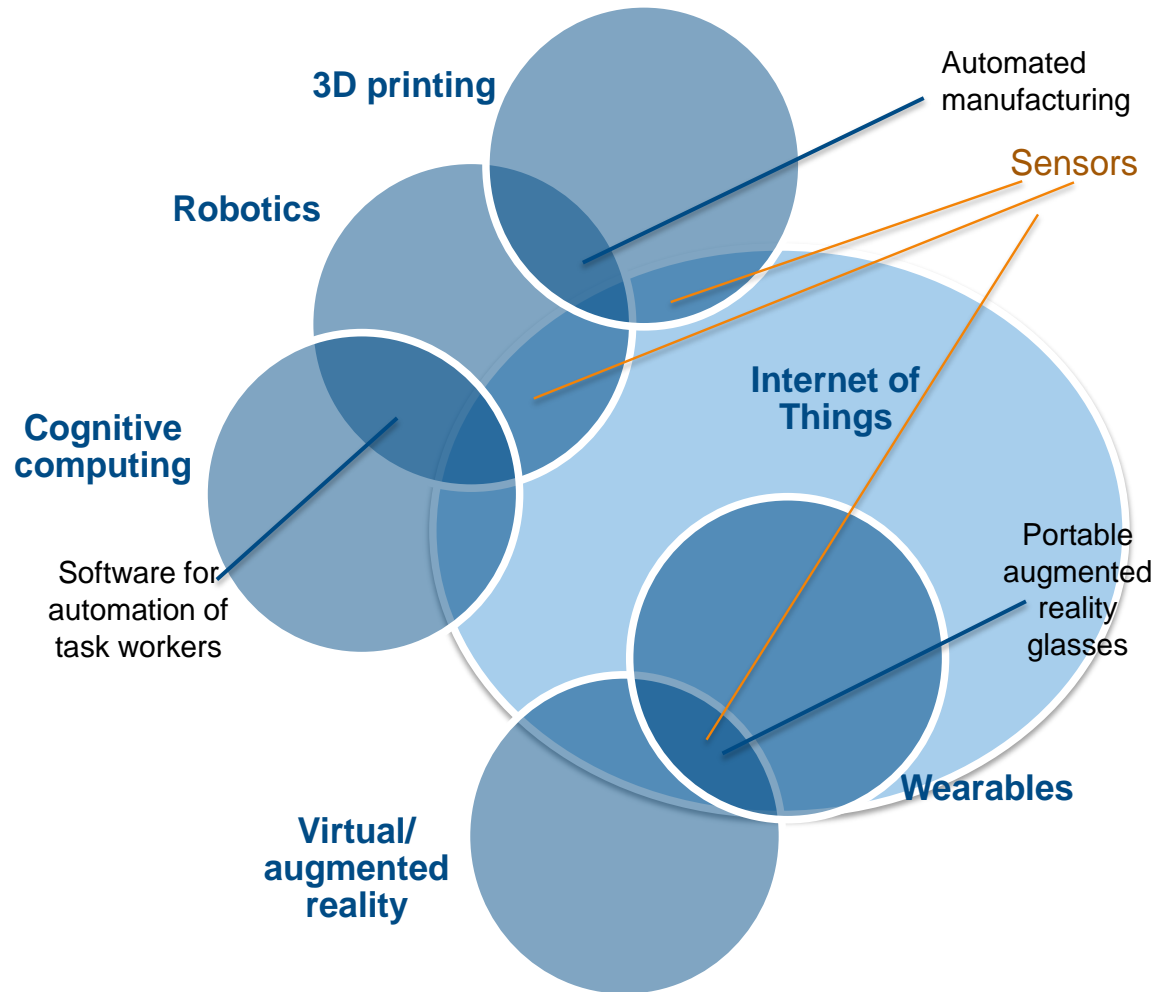 3D printing
Automated
manufacturing
Sensors
Robotics
Internet of
Things
Cognitive
computing
Portable
augmented
reality
glasses
Software for
automation of
task workers
Wearables
Virtual/
augmented
reality